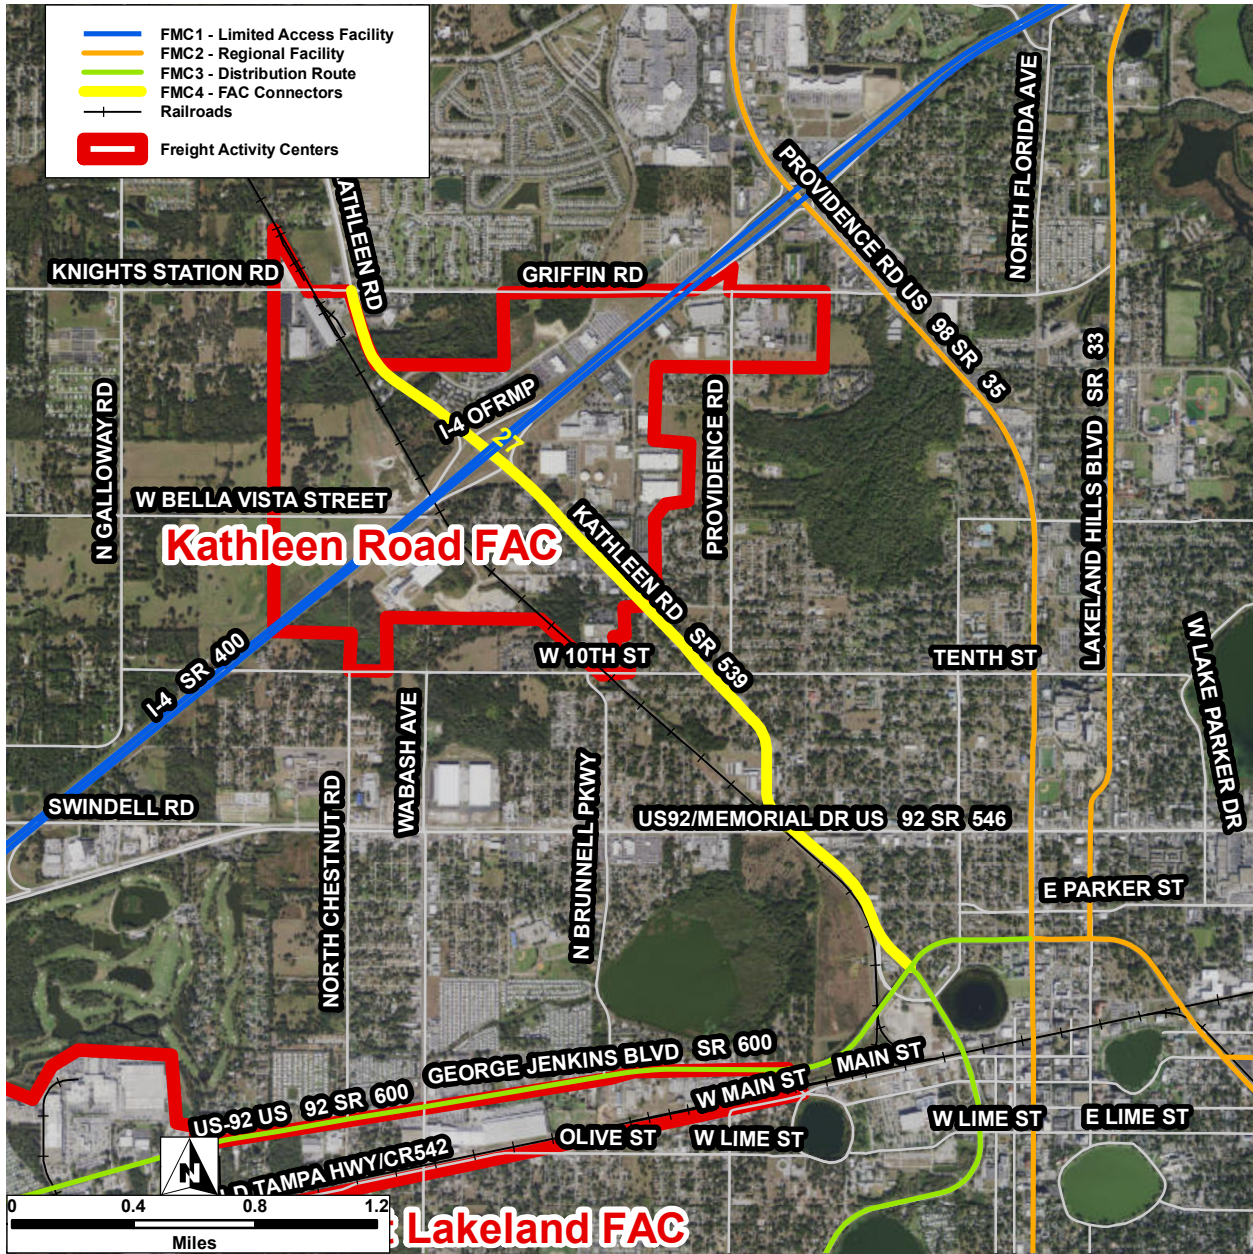 FMC1 - Limited Access Facility
FMC2 - Regional Facility
FMC3 - Distribution Route
FMC4 - FAC Connectors
Railroads
Freight Activity Centers
KATHLEEN RD
KNIGHTS STATION RD
GRIFFIN RD
PROVIDENCE RD US 98 SR 35
NORTH FLORIDA AVE
LAKELAND HILLS BLVD SR 33
N GALLOWAY RD
I-4 OFRMP
27
PROVIDENCE RD
W BELLA VISTA STREET
Kathleen Road FAC
KATHLEEN RD SR 539
I-4 SR 400
W 10TH ST
TENTH ST
W LAKE PARKER DR
WABASH AVE
SWINDELL RD
NORTH CHESTNUT RD
N BRUNNELL PKWY
US92/MEMORIAL DR US 92 SR 546
E PARKER ST
GEORGE JENKINS BLVD SR 600
MAIN ST
US-92 US 92 SR 600
W MAIN ST
OLIVE ST
W LIME ST
W LIME ST
E LIME ST
LD TAMPA HWY/CR542
N
0 0.4 0.8 1.2
Miles
Lakeland FAC